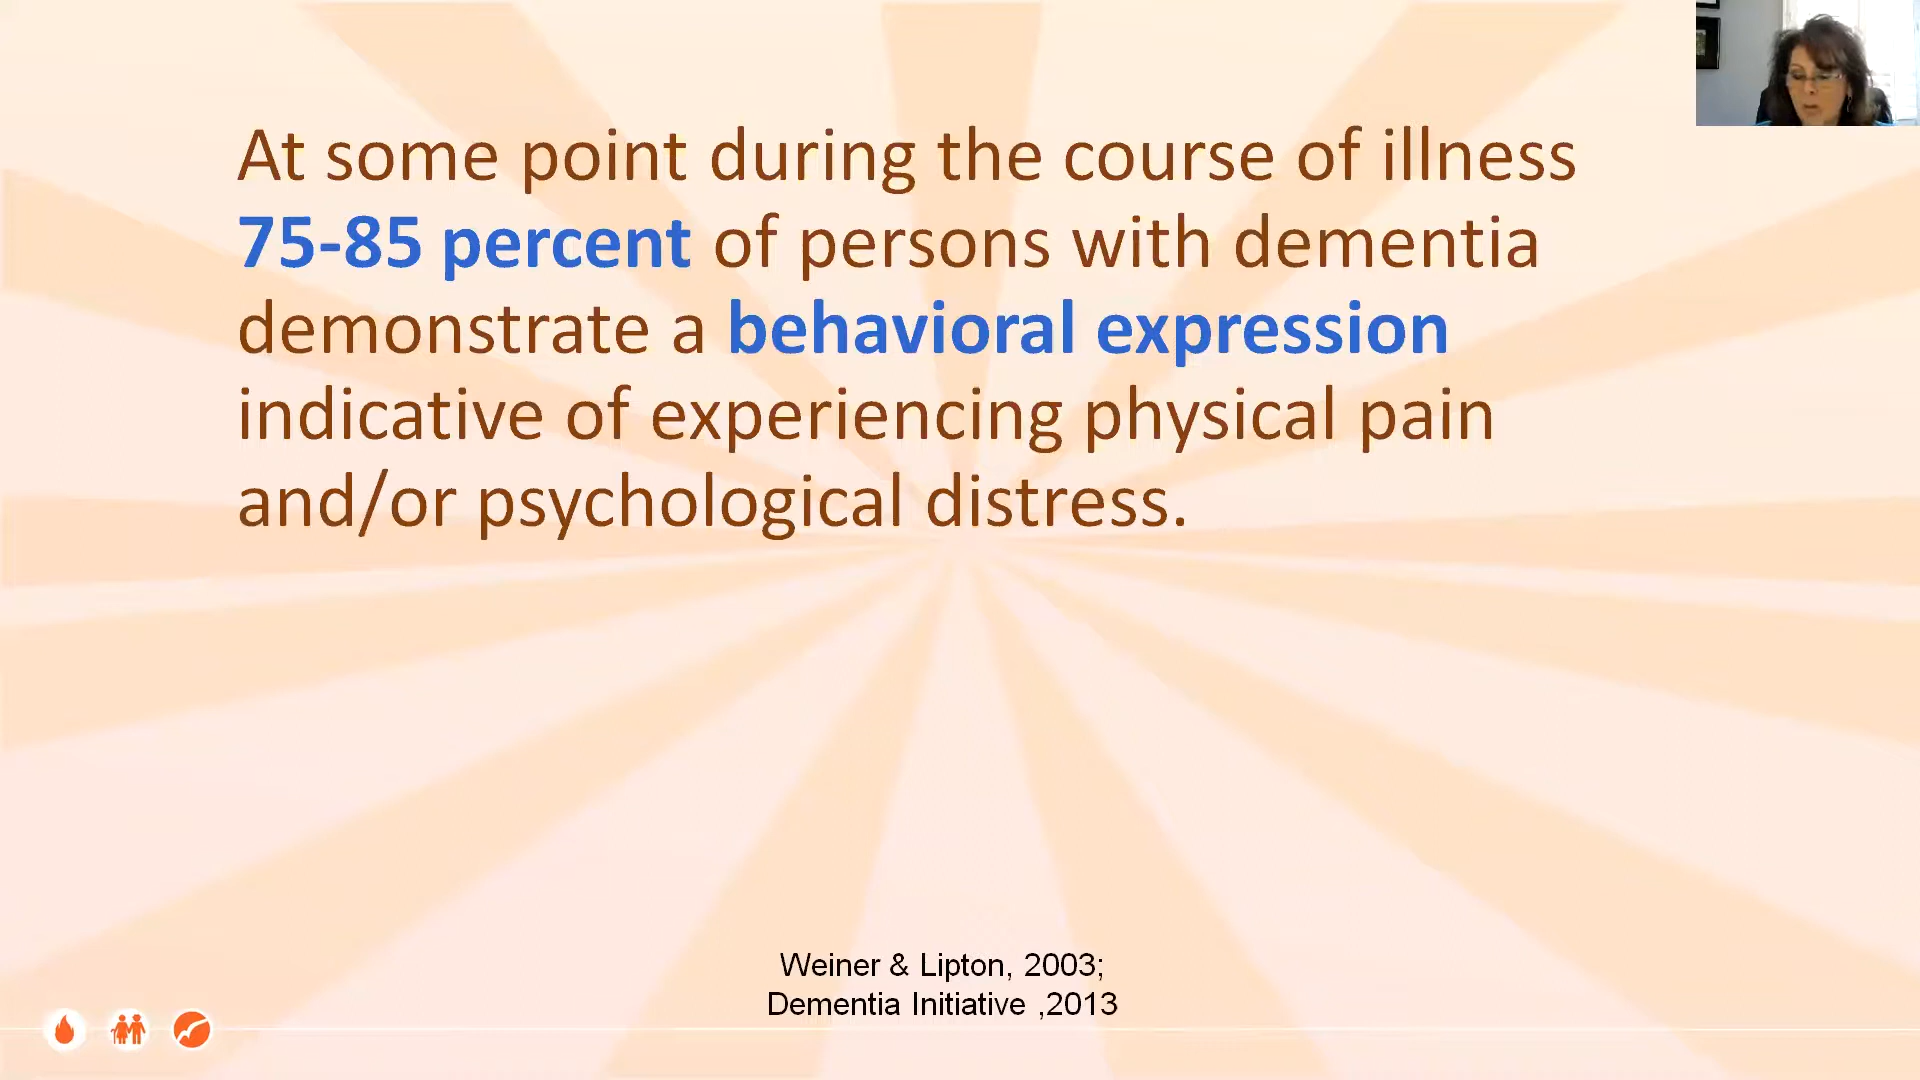 At some point during the course of illness
75-85 percent of persons with dementia
demonstrate a behavioral expression
indicative of experiencing physical pain
and/or psychological distress.
Weiner & Lipton, 2003;
Dementia Initiative ,2013